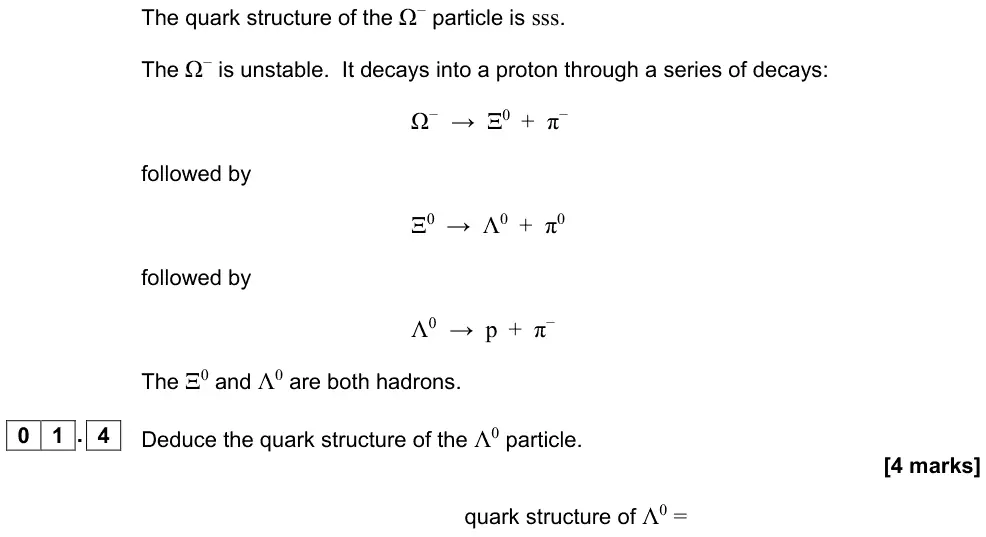 The quark structure of the Ω⁻ particle is sss.
The Ω⁻ is unstable. It decays into a proton through a series of decays:
Ω⁻ → Ξ⁰ + π⁻
followed by
Ξ⁰ → Λ⁰ + π⁰
followed by
Λ⁰ → p + π⁻
The Ξ⁰ and Λ⁰ are both hadrons.
0 1 . 4 Deduce the quark structure of the Λ⁰ particle.
[4 marks]
quark structure of Λ⁰ =